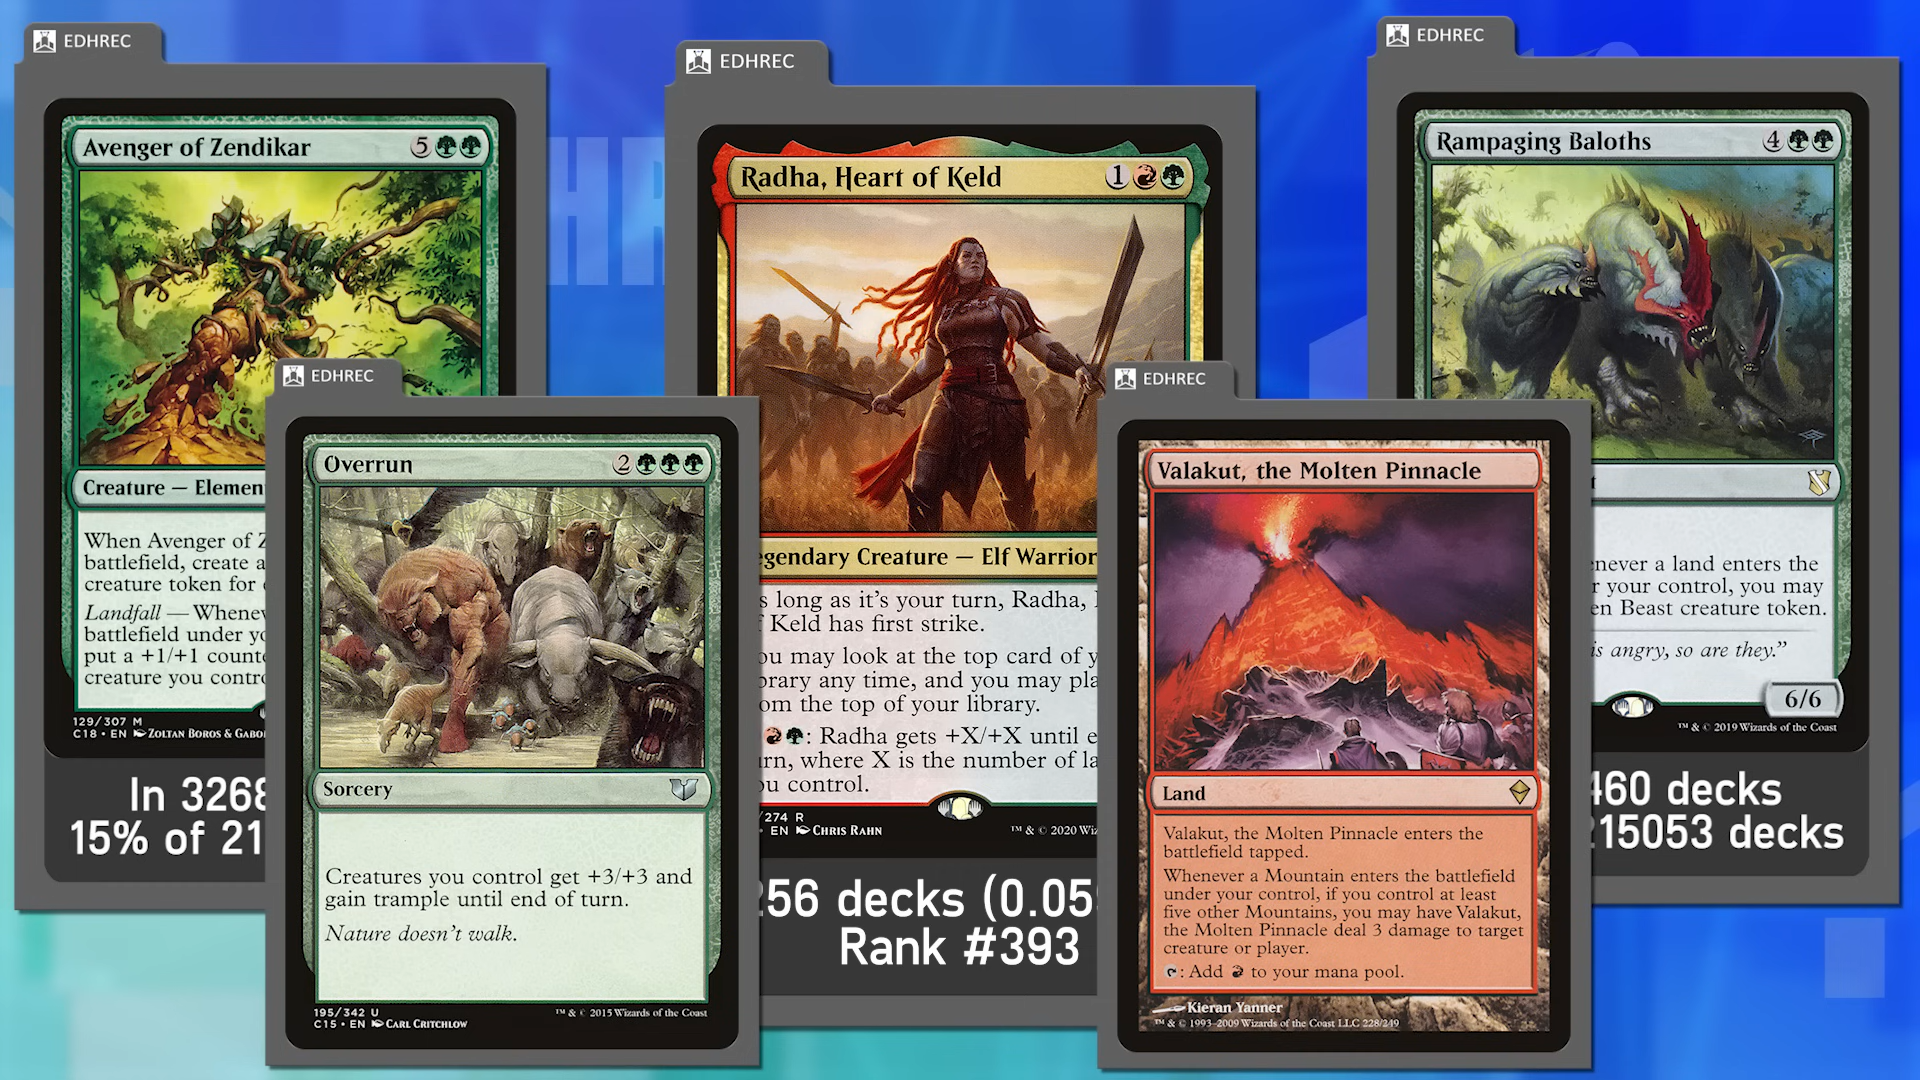 EDHREC
Avenger of Zendikar 5
Creature — Elemen
When Avenger of
battlefield, create a
creature token for
Landfall — Whenev
battlefield under yo
put a +1/+1 count
creature you contro
129/307 M
C18 • EN Zoltan Boros & Gabo
In 3268
15% of 21
EDHREC
Overrun 2
Sorcery
Creatures you control get +3/+3 and
gain trample until end of turn.
Nature doesn't walk.
195/342 U
C15 • EN Carl Critchlow
™ & © 2015 Wizards of the Coast
EDHREC
Radha, Heart of Keld 1
egendary Creature — Elf Warrior
s long as it's your turn, Radha,
f Keld has first strike.
ou may look at the top card of y
brary any time, and you may pla
om the top of your library.
: Radha gets +X/+X until e
rn, where X is the number of la
ou control.
/274 R
• EN Chris Rahn
™ & © 2020 Wiz
256 decks (0.05
Rank #393
EDHREC
Valakut, the Molten Pinnacle
Land
Valakut, the Molten Pinnacle enters the
battlefield tapped.
Whenever a Mountain enters the battlefield
under your control, if you control at least
five other Mountains, you may have Valakut,
the Molten Pinnacle deal 3 damage to target
creature or player.
: Add to your mana pool.
Kieran Yanner
™ & © 1993–2009 Wizards of the Coast LLC 228/249
EDHREC
Rampaging Baloths 4
t
never a land enters the
r your control, you may
en Beast creature token.
is angry, so are they."
6/6
™ & © 2019 Wizards of the Coast
460 decks
215053 decks